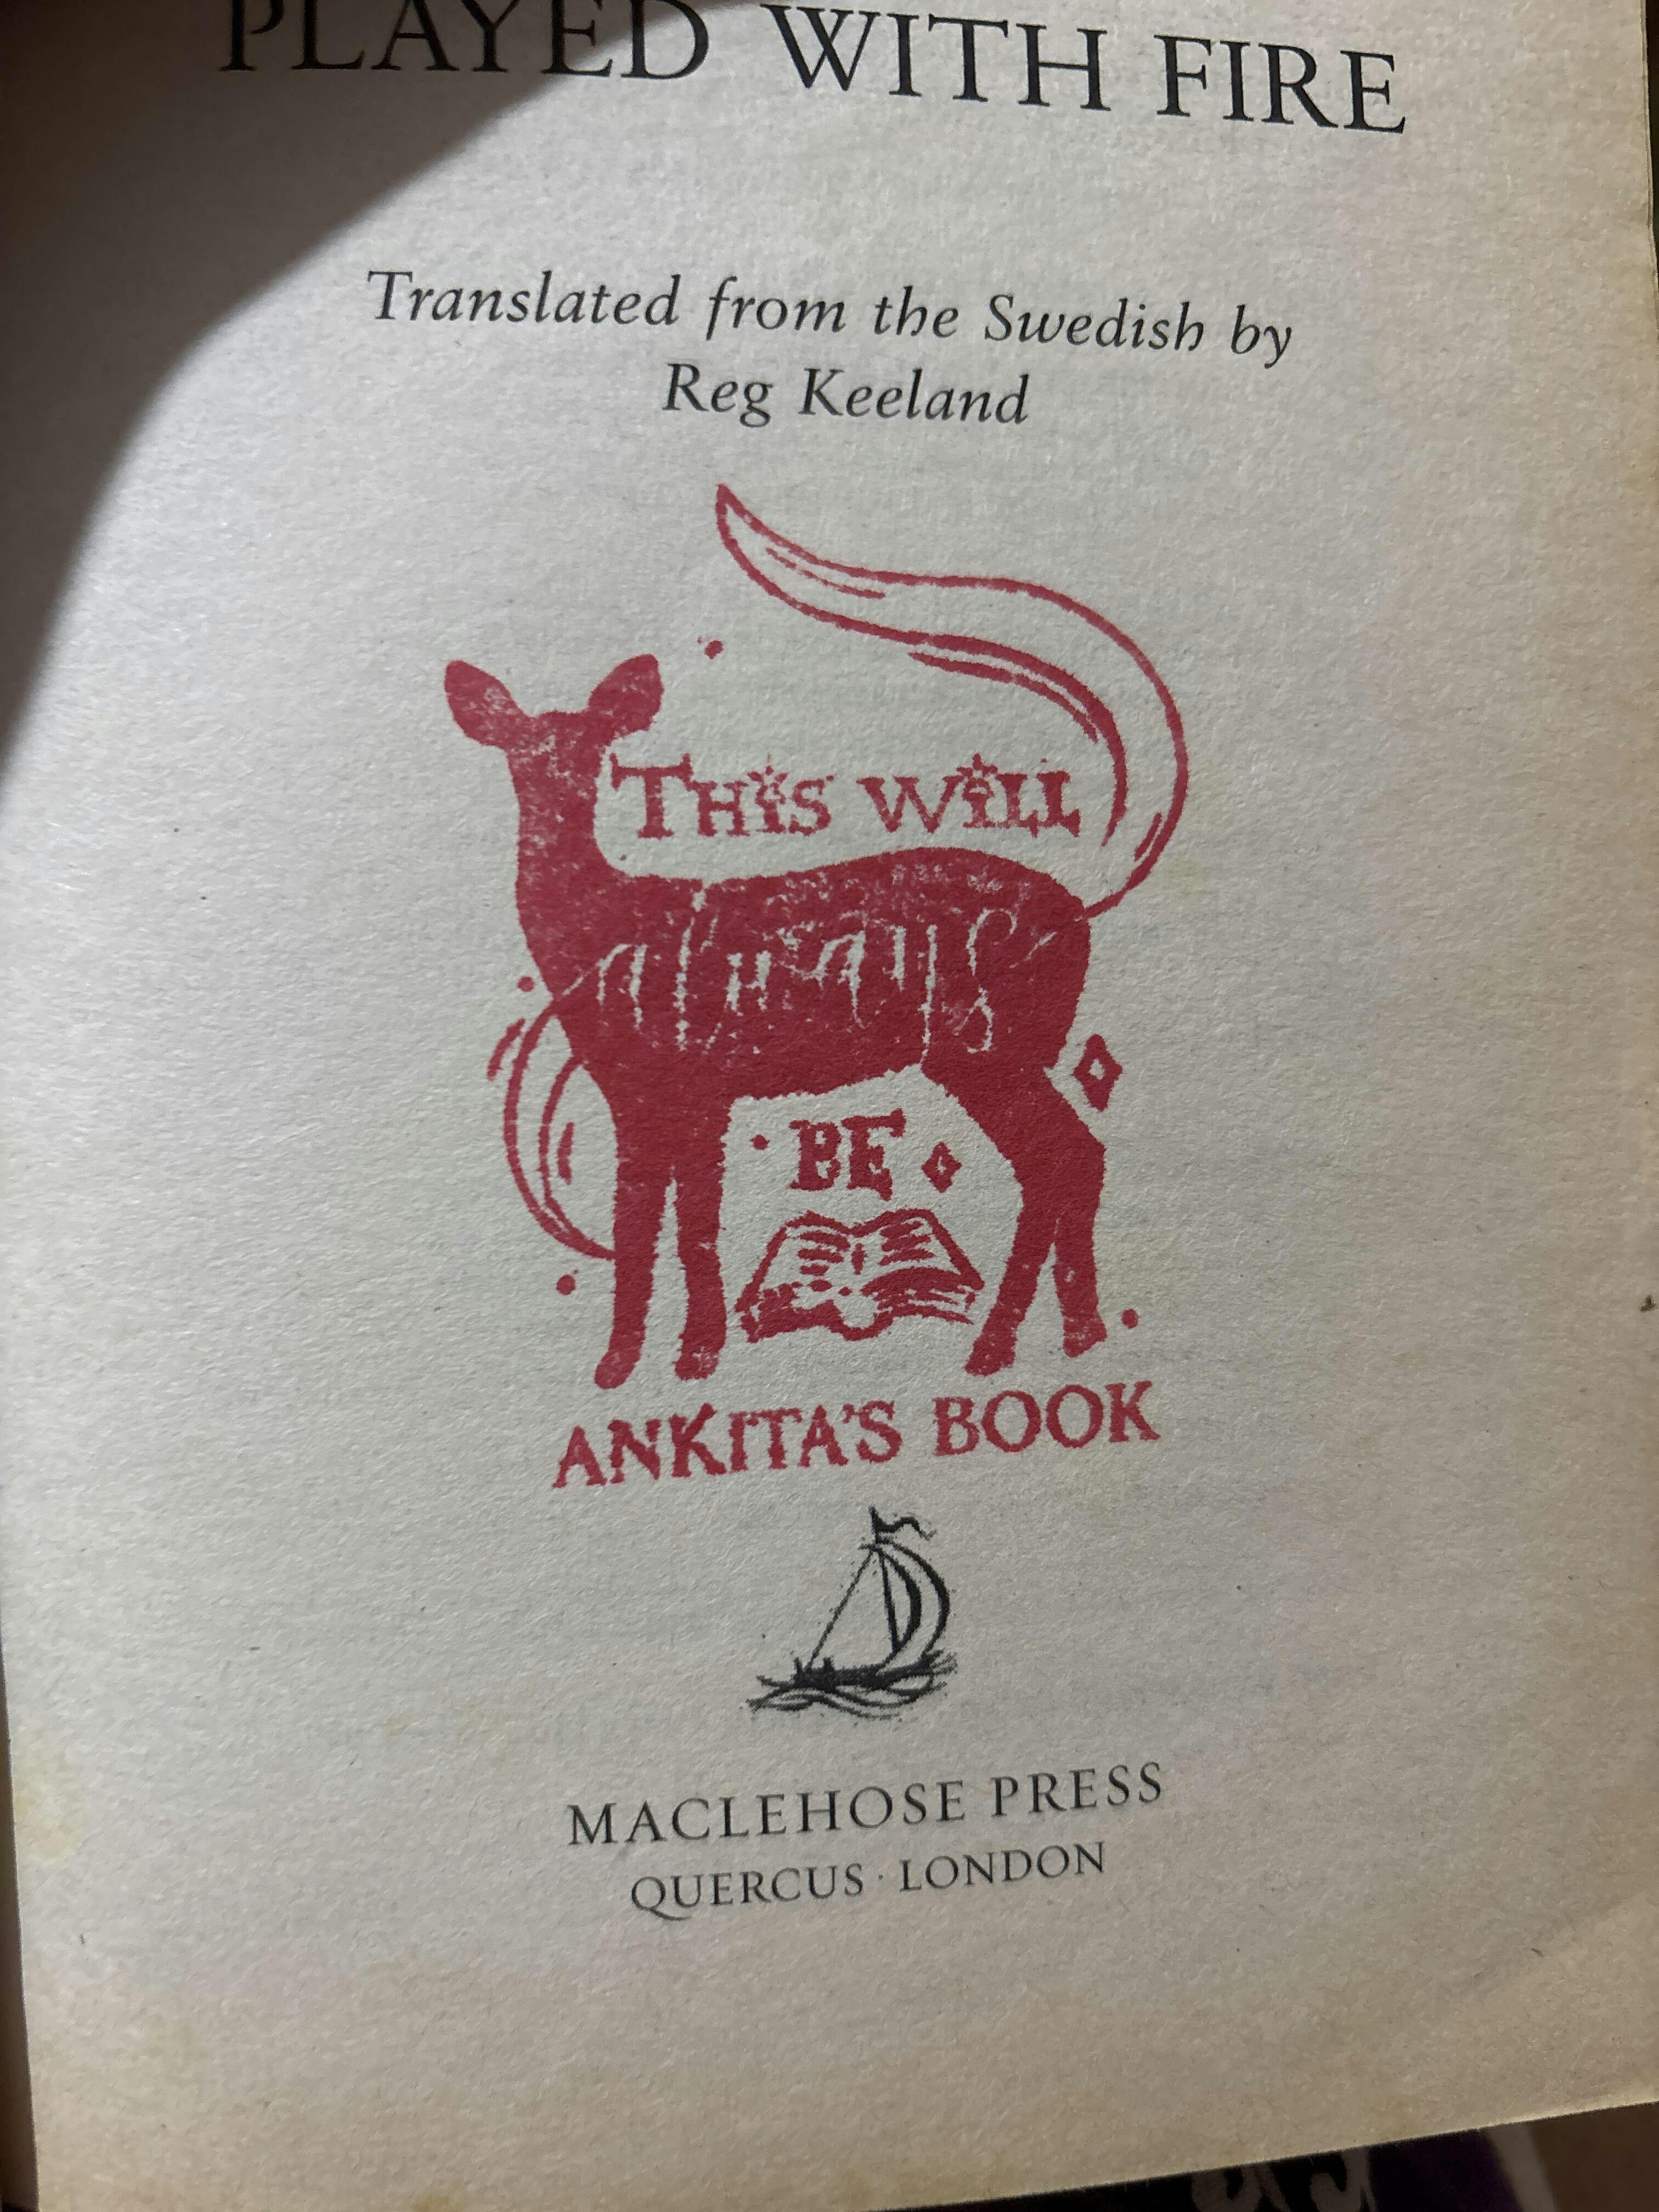 PLAYED WITH FIRE
Translated from the Swedish by
Reg Keeland
THIS WILL
always
BE
ANKITA'S BOOK
MACLEHOSE PRESS
QUERCUS · LONDON